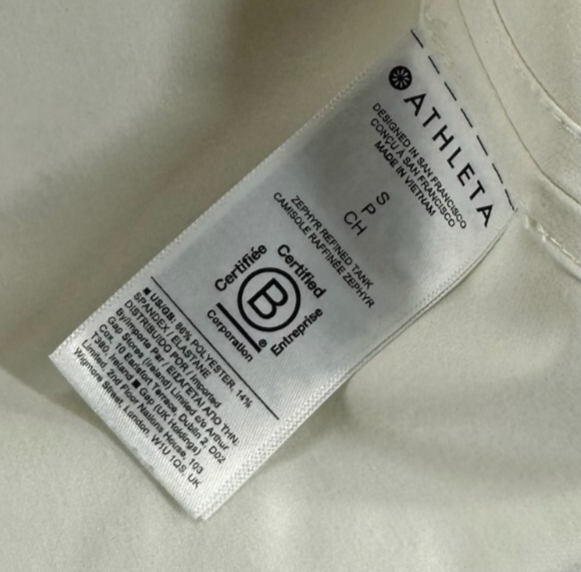 ATHLETA
DESIGNED IN SAN FRANCISCO
CONÇU À SAN FRANCISCO
MADE IN VIETNAM
S
P
CH
ZEPHYR REFINED TANK
CAMISOLE RAFFINÉE ZEPHYR
Certifiée Certified
B
Corporation ® Entreprise
■ US/GB: 86% POLYESTER, 14%
SPANDEX / ELASTANE
DISTRIBUIDO POR / Imported
By/Importé Par / ΕΙΣΑΓΕΤΑΙ ΑΠΟ ΤΗΝ:
Gap Stores (Ireland) Limited c/o Arthur
Cox, 10 Earlsfort Terrace, Dublin 2, D02
T380, Ireland ■ Gap (UK Holdings)
Limited, 2nd Floor Nations House, 103
Wigmore Street, London, W1U 1QS, UK